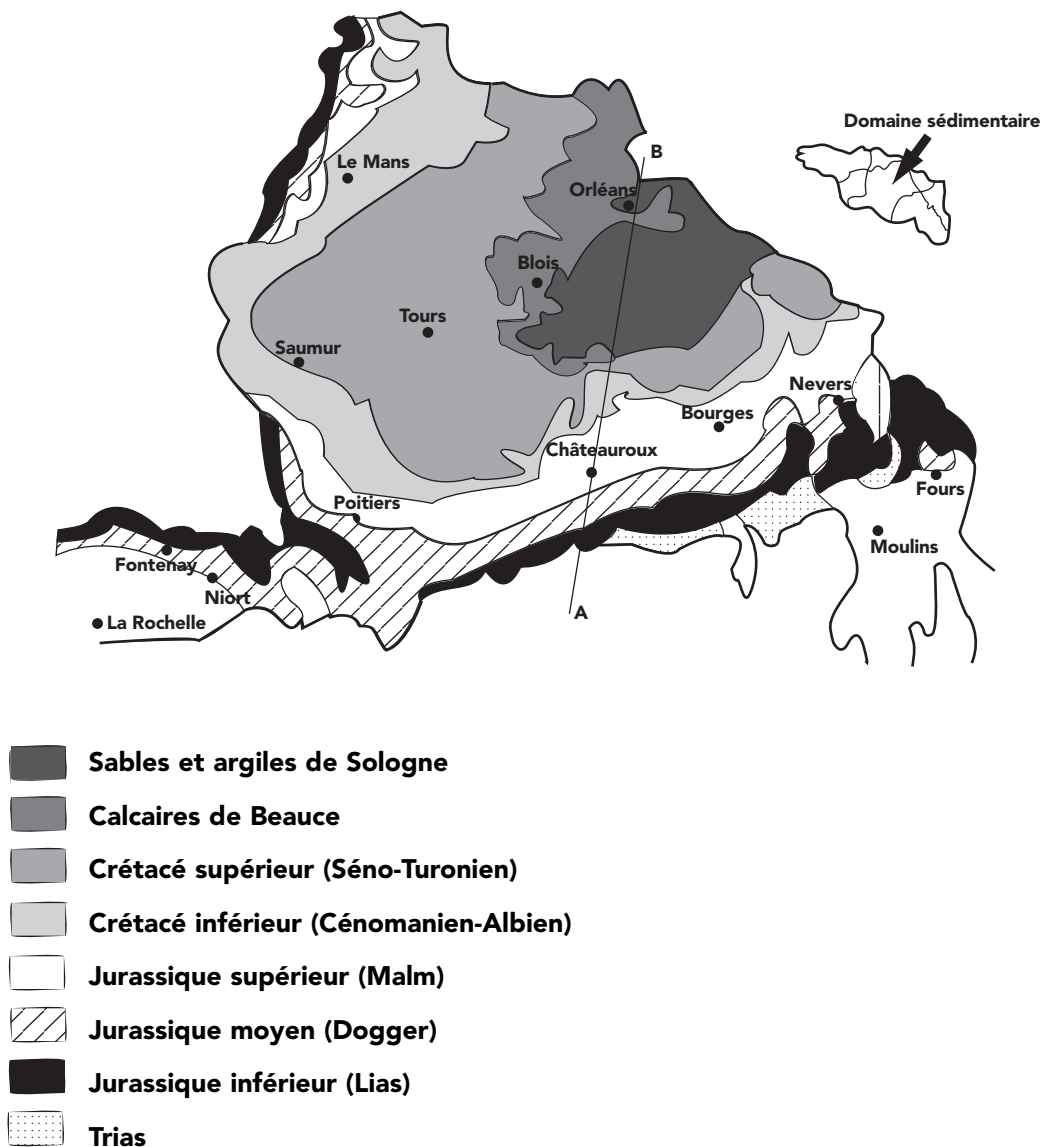 Domaine sédimentaire
B
Le Mans
Orléans
Blois
Tours
Saumur
Nevers
Bourges
Châteauroux
Fours
Poitiers
Moulins
Fontenay
Niort
A
La Rochelle
Sables et argiles de Sologne
Calcaires de Beauce
Crétacé supérieur (Séno-Turonien)
Crétacé inférieur (Cénomanien-Albien)
Jurassique supérieur (Malm)
Jurassique moyen (Dogger)
Jurassique inférieur (Lias)
Trias